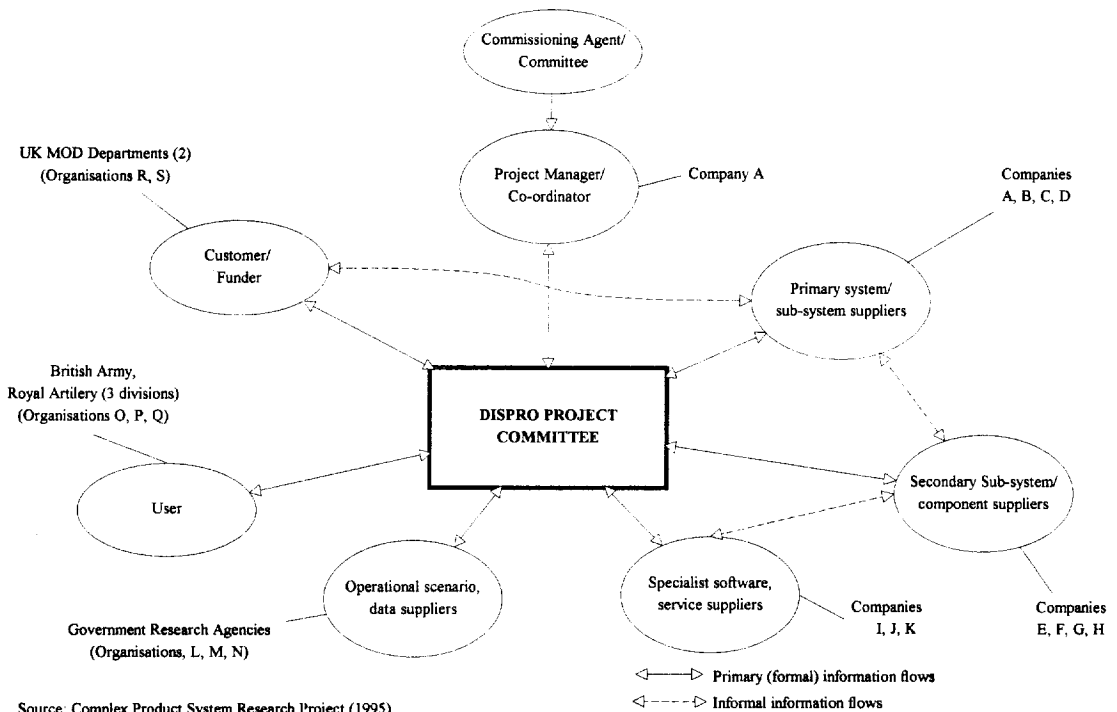 Commissioning Agent/
Committee
UK MOD Departments (2)
(Organisations R, S)
Project Manager/
Co-ordinator
Company A
Companies
A, B, C, D
Customer/
Funder
Primary system/
sub-system suppliers
British Army,
Royal Artilery (3 divisions)
(Organisations O, P, Q)
DISPRO PROJECT
COMMITTEE
User
Secondary Sub-system/
component suppliers
Operational scenario,
data suppliers
Specialist software,
service suppliers
Government Research Agencies
(Organisations, L, M, N)
Companies
I, J, K
Companies
E, F, G, H
Primary (formal) information flows
Informal information flows
Source: Complex Product System Research Project (1995)